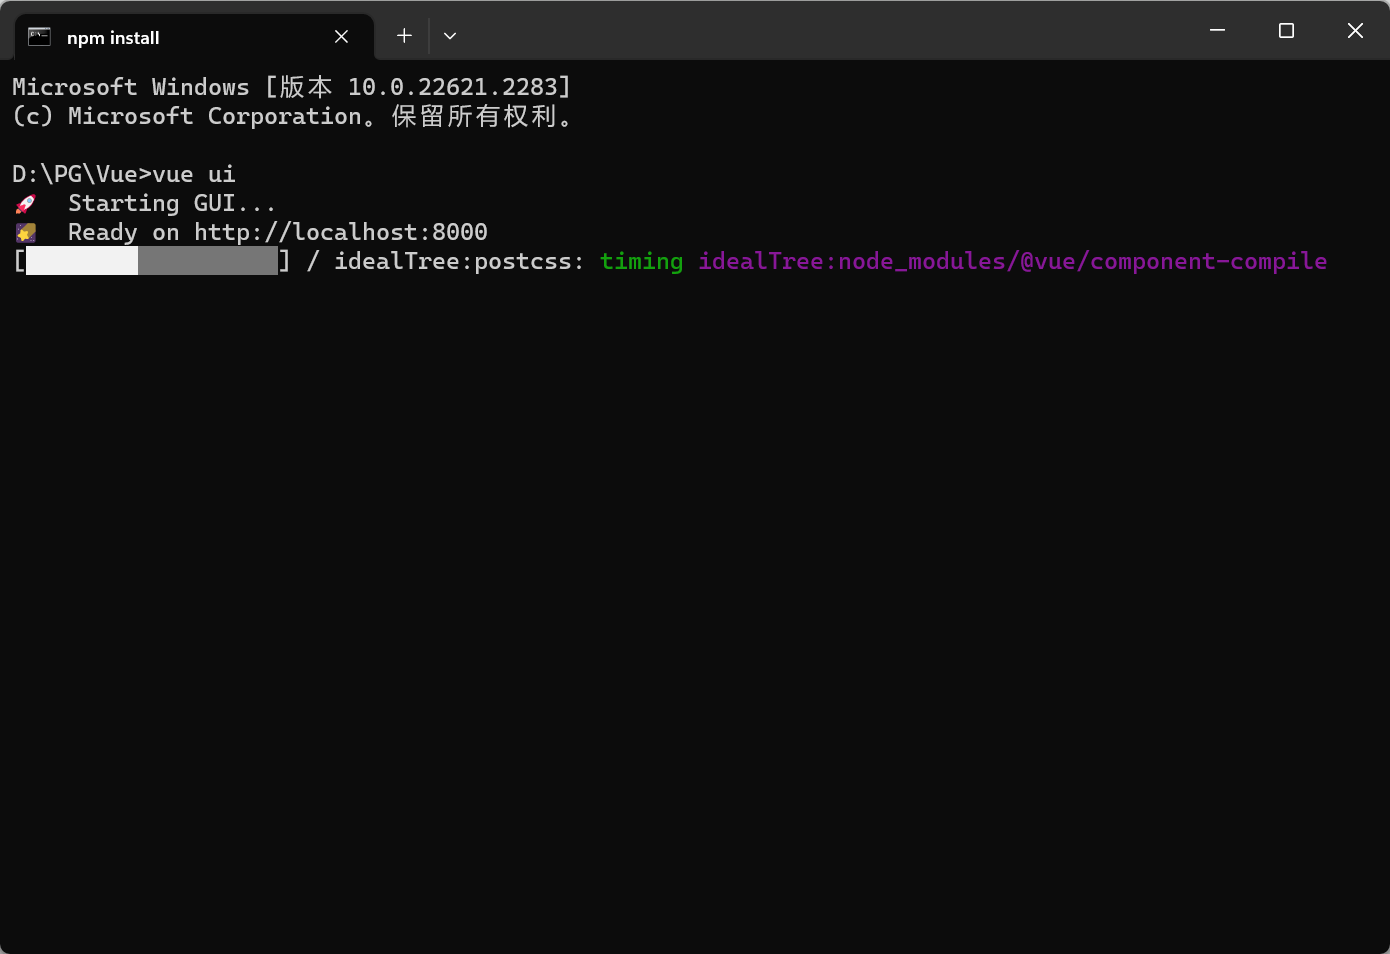 npm install
Microsoft Windows [版本 10.0.22621.2283]
(c) Microsoft Corporation。保留所有权利。
D:\PG\Vue>vue ui
🚀  Starting GUI...
🌠  Ready on http://localhost:8000
[                  ] / idealTree:postcss: timing idealTree:node_modules/@vue/component-compile